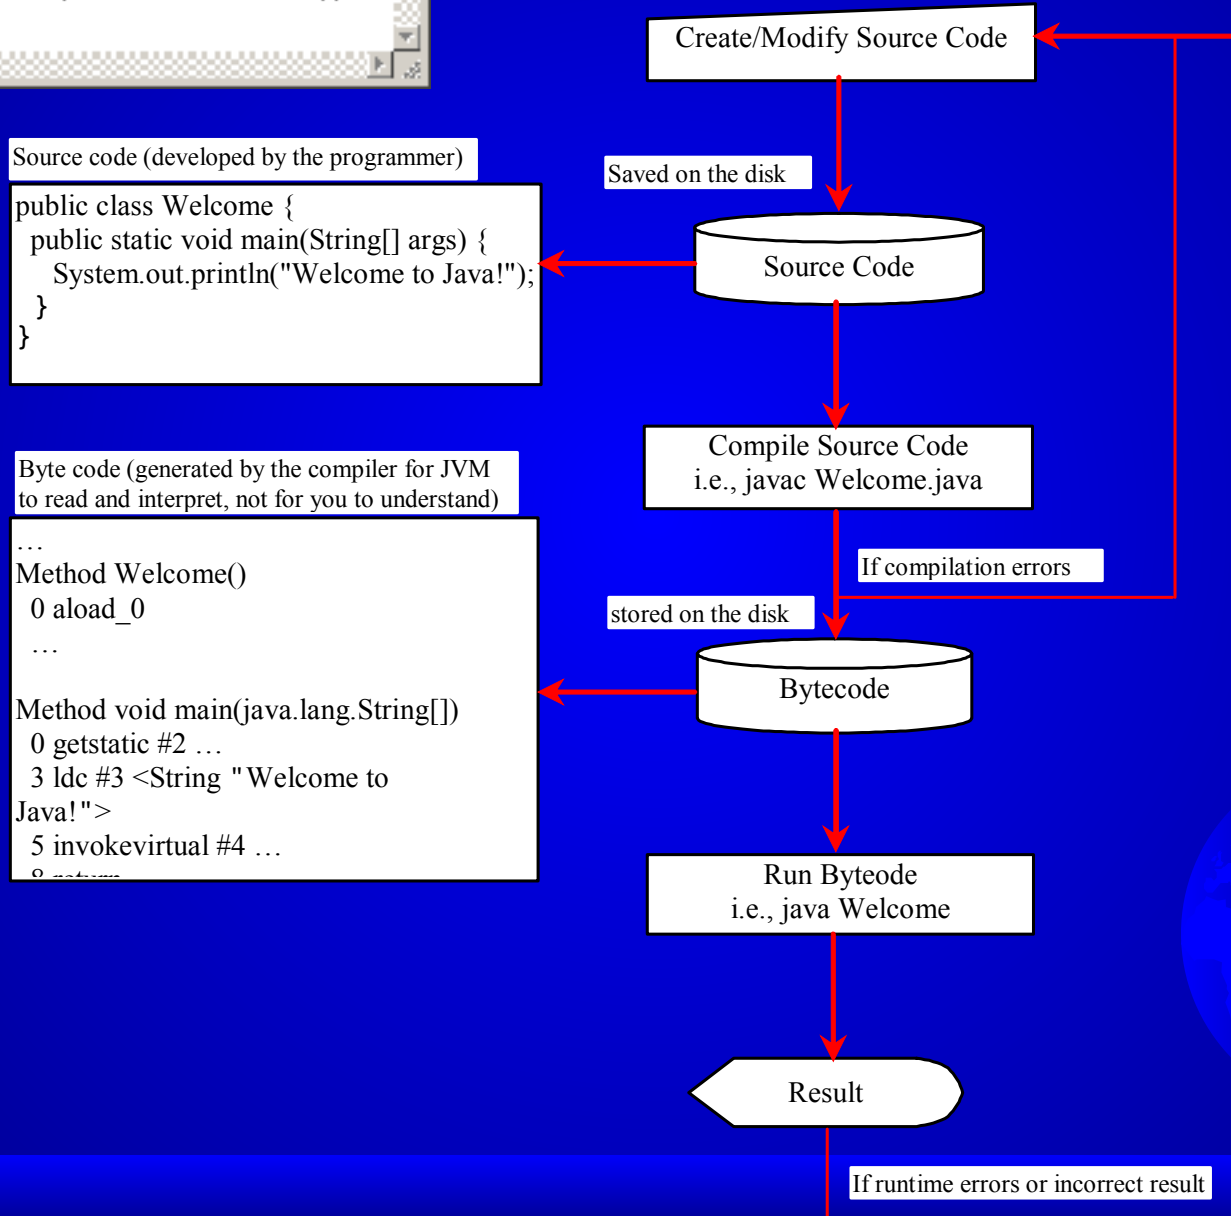 Create/Modify Source Code
Source code (developed by the programmer)
public class Welcome {
public static void main(String[] args) {
System.out.println("Welcome to Java!");
}
}
Saved on the disk
Source Code
Compile Source Code
i.e., javac Welcome.java
Byte code (generated by the compiler for JVM
to read and interpret, not for you to understand)
…
Method Welcome()
0 aload_0
…
Method void main(java.lang.String[])
0 getstatic #2 …
3 ldc #3 <String "Welcome to
Java!">
5 invokevirtual #4 …
If compilation errors
stored on the disk
Bytecode
Run Byteode
i.e., java Welcome
Result
If runtime errors or incorrect result